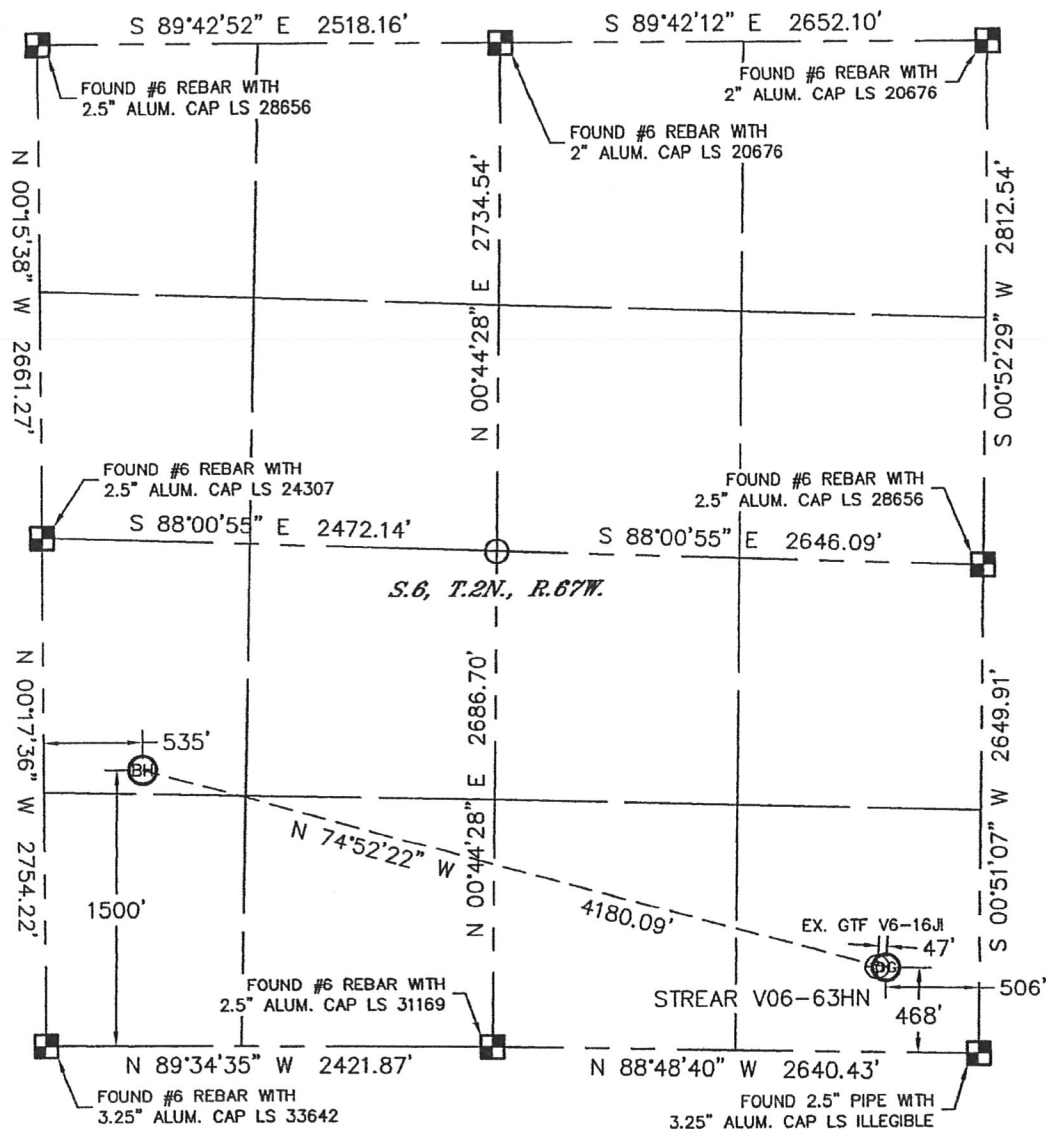 S 89°42'52" E 2518.16'
S 89°42'12" E 2652.10'
FOUND #6 REBAR WITH
2.5" ALUM. CAP LS 28656
FOUND #6 REBAR WITH
2" ALUM. CAP LS 20676
FOUND #6 REBAR WITH
2" ALUM. CAP LS 20676
N 00°15'38" W 2661.27'
N 00°44'28" E 2734.54'
S 00°52'29" W 2812.54'
FOUND #6 REBAR WITH
2.5" ALUM. CAP LS 24307
FOUND #6 REBAR WITH
2.5" ALUM. CAP LS 28656
S 88°00'55" E 2472.14'
S 88°00'55" E 2646.09'
S.6, T.2N., R.67W.
N 00°17'36" W 2754.22'
N 00°44'28" E 2686.70'
S 00°51'07" W 2649.91'
535'
BH
N 74°52'22" W
4180.09'
1500'
EX. GTF V6-16JI
47'
506'
STREAR V06-63HN
468'
FOUND #6 REBAR WITH
2.5" ALUM. CAP LS 31169
N 89°34'35" W 2421.87'
N 88°48'40" W 2640.43'
FOUND #6 REBAR WITH
3.25" ALUM. CAP LS 33642
FOUND 2.5" PIPE WITH
3.25" ALUM. CAP LS ILLEGIBLE